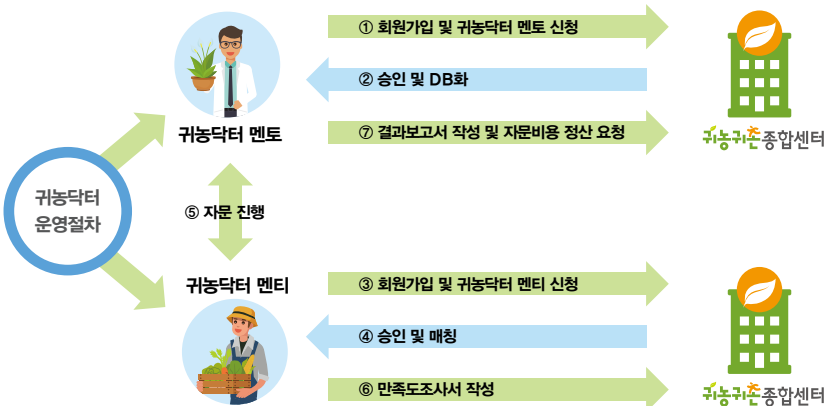 귀농닥터
운영절차
귀농닥터 멘토
① 회원가입 및 귀농닥터 멘토 신청
② 승인 및 DB화
⑦ 결과보고서 작성 및 자문비용 정산 요청
귀농귀촌종합센터
⑤ 자문 진행
귀농닥터 멘티
③ 회원가입 및 귀농닥터 멘티 신청
④ 승인 및 매칭
⑥ 만족도조사서 작성
귀농귀촌종합센터